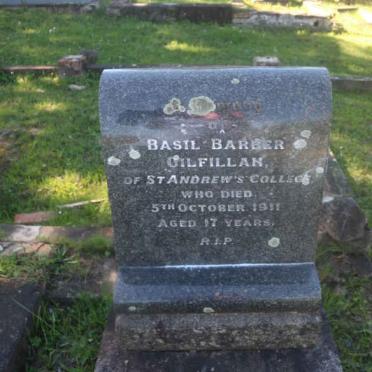 OF
BASIL BARBER
GILFILLAN,
OF ST ANDREW'S COLLEGE
WHO DIED
5TH OCTOBER 1911
AGED 17 YEARS.
R.I.P.